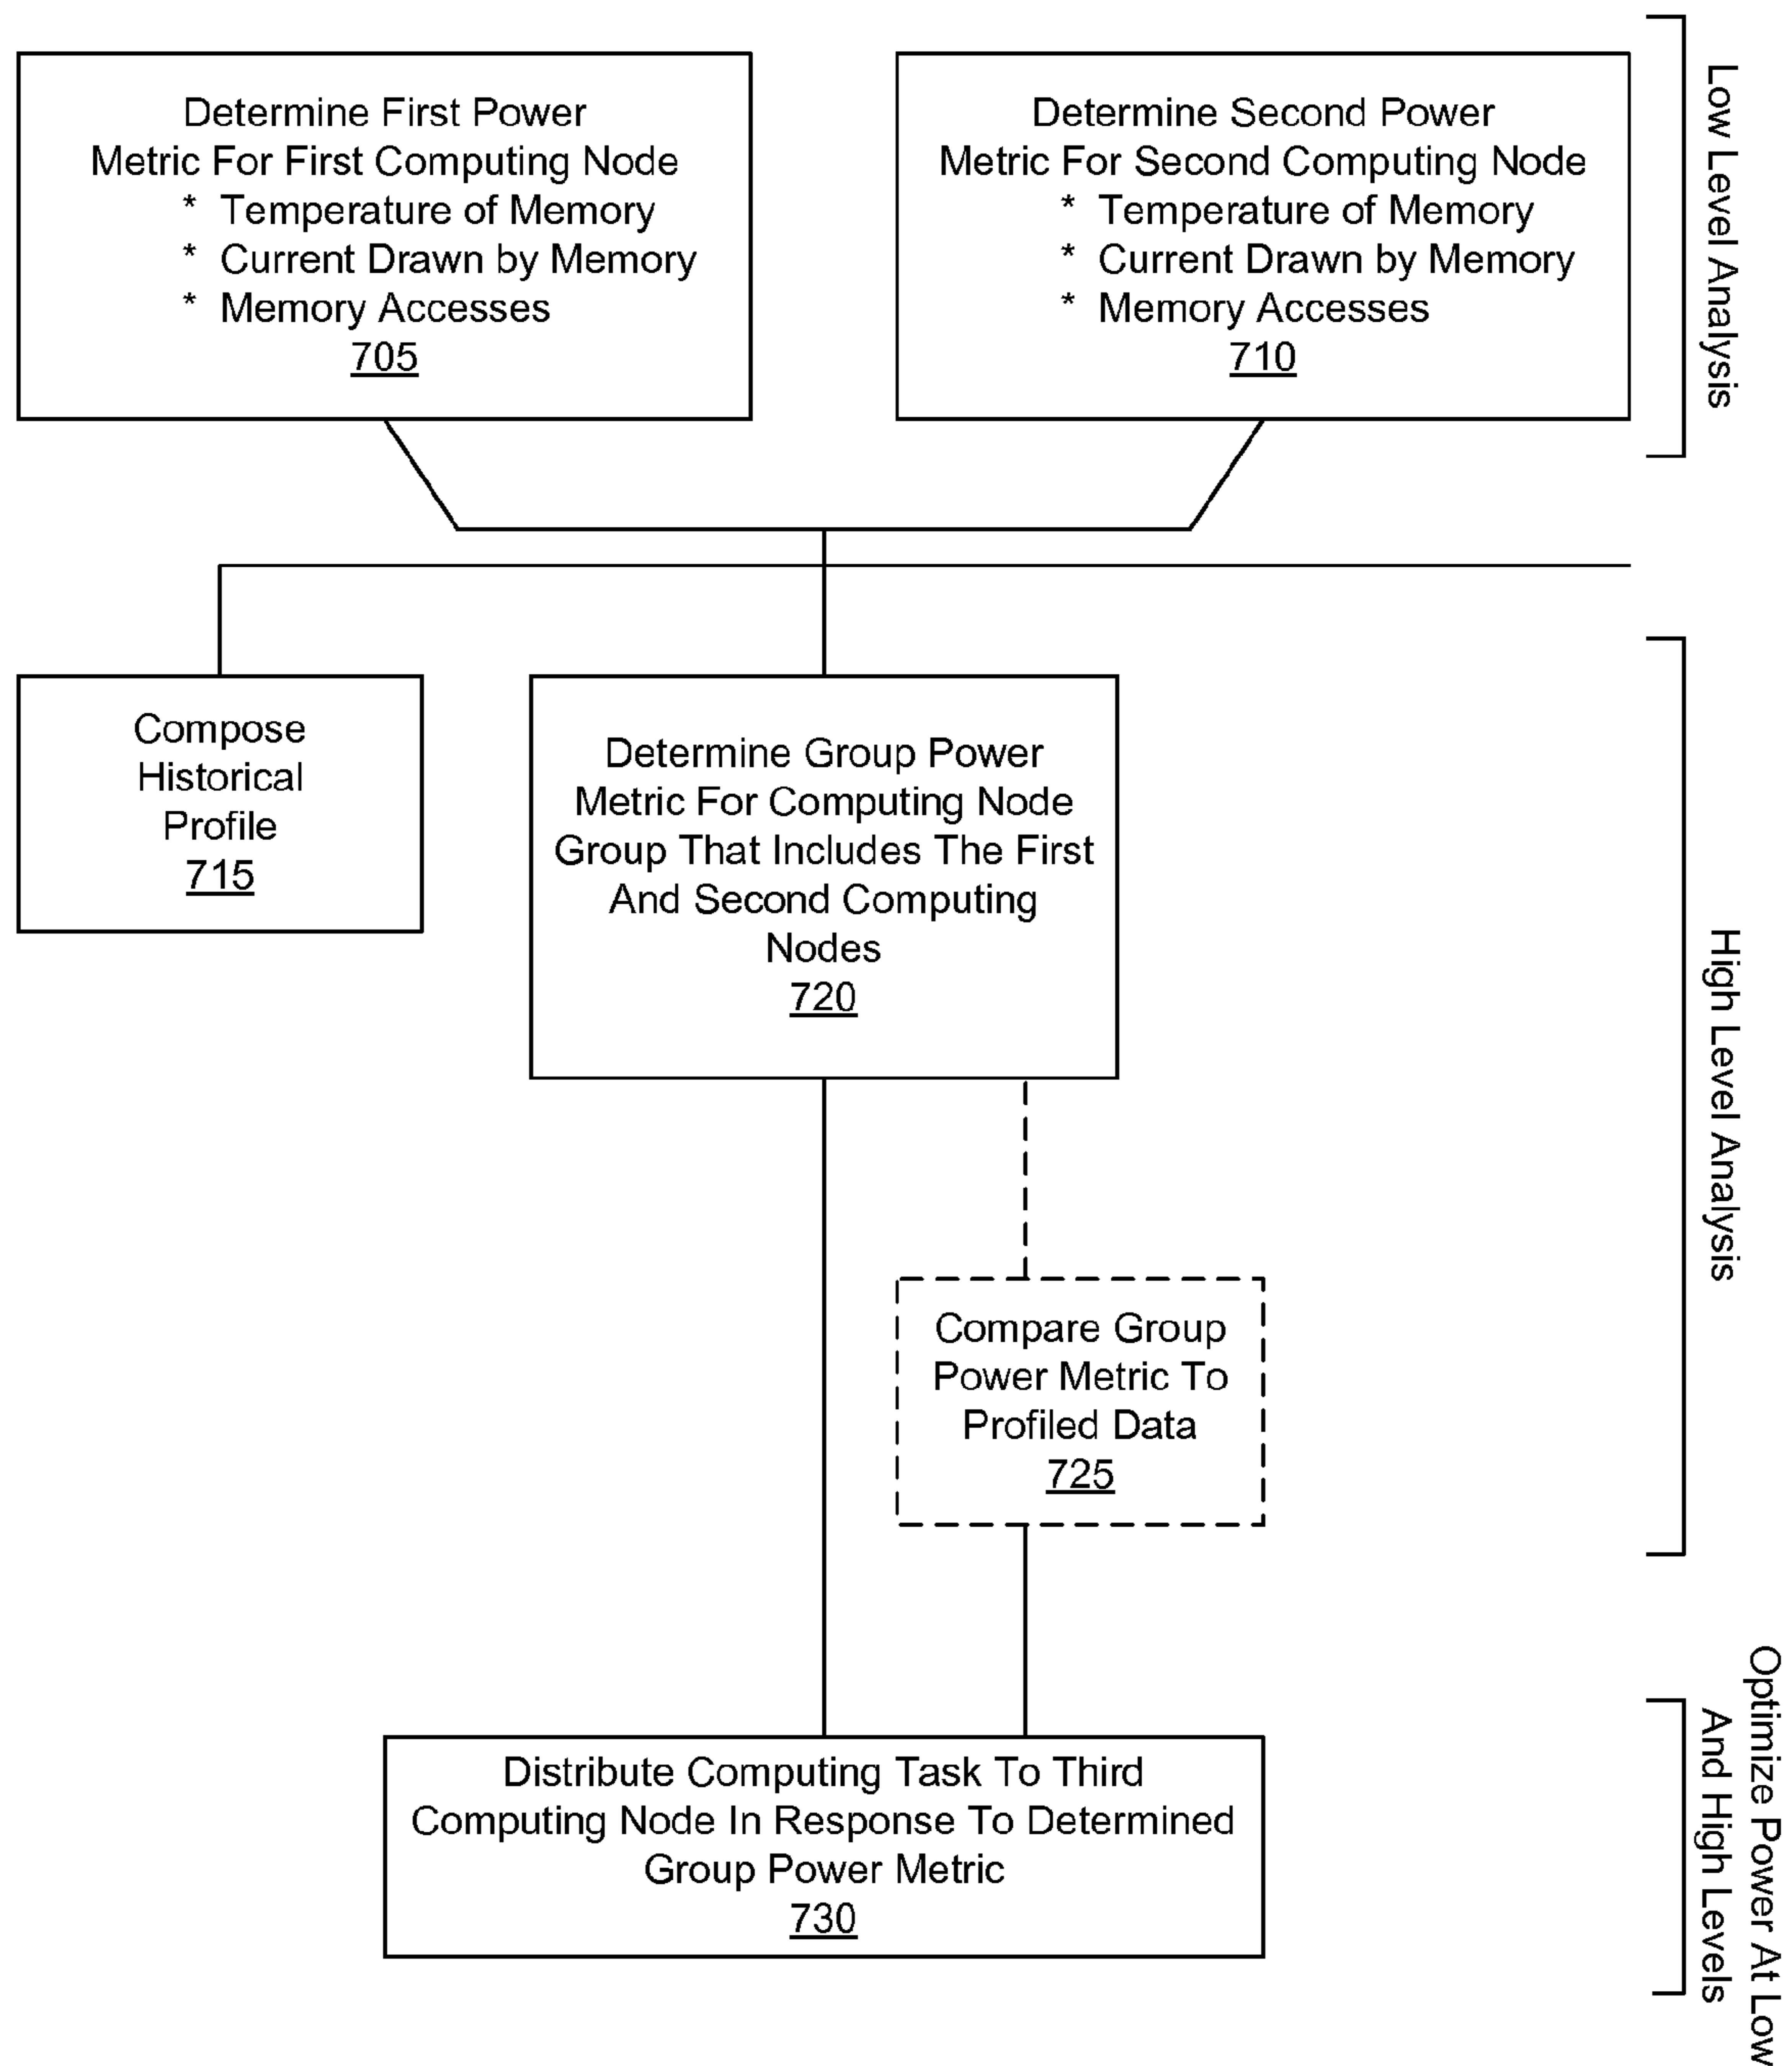 Determine First Power
Metric For First Computing Node
* Temperature of Memory
* Current Drawn by Memory
* Memory Accesses
705
Determine Second Power
Metric For Second Computing Node
* Temperature of Memory
* Current Drawn by Memory
* Memory Accesses
710
Low Level Analysis
Compose
Historical
Profile
715
Determine Group Power
Metric For Computing Node
Group That Includes The First
And Second Computing
Nodes
720
High Level Analysis
Compare Group
Power Metric To
Profiled Data
725
Distribute Computing Task To Third
Computing Node In Response To Determined
Group Power Metric
730
Optimize Power At Low
And High Levels